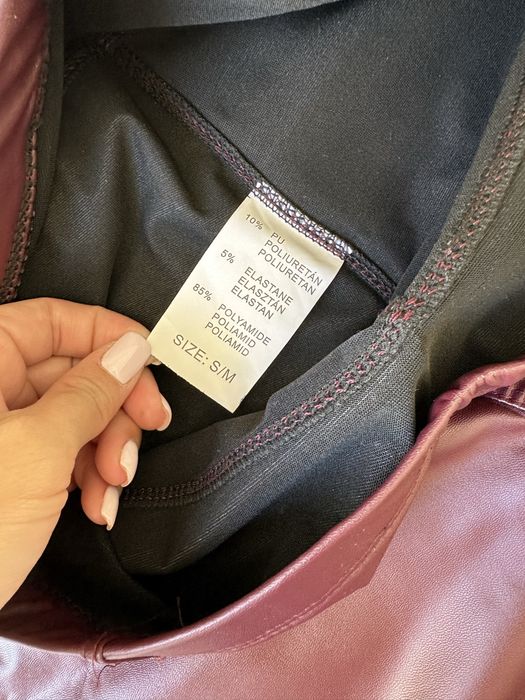 10% PU
POLIURETÁN
POLIURETAN
5% ELASTANE
ELASZTÁN
ELASTAN
85% POLYAMIDE
POLIAMID
POLIAMID
SIZE: S/M